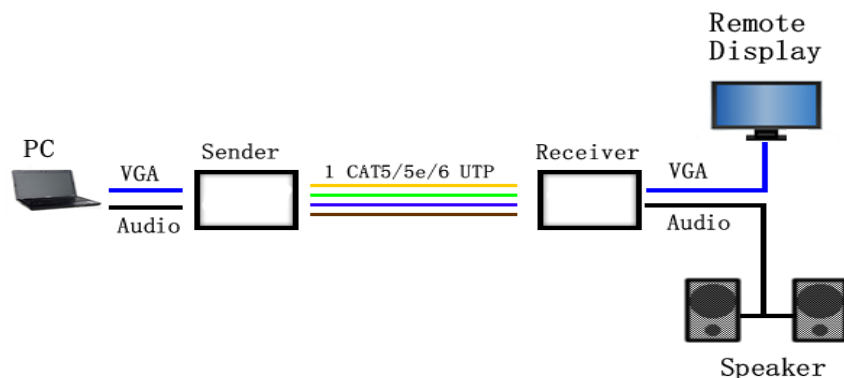 Remote
Display
PC
Sender
Receiver
VGA
1 CAT5/5e/6 UTP
VGA
Audio
Audio
Speaker